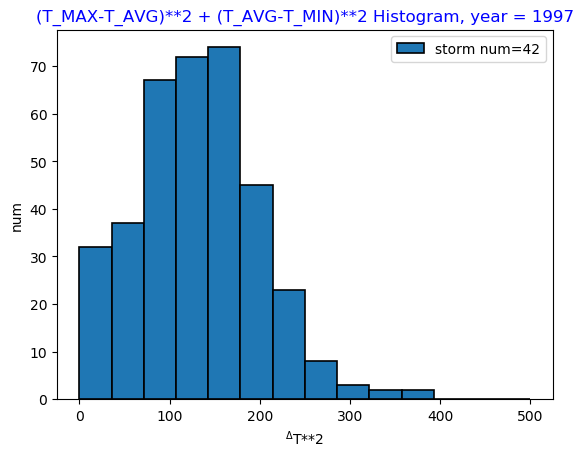 (T_MAX-T_AVG)**2 + (T_AVG-T_MIN)**2 Histogram, year = 1997
storm num=42
70
60
50
40
30
20
10
0
num
0 100 200 300 400 500
ΔT**2